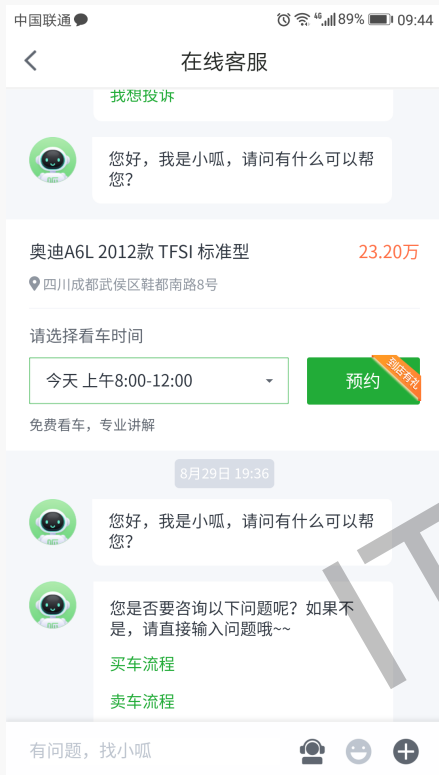 中国联通
4G 89% 09:44
在线客服
我想投诉
您好，我是小呱，请问有什么可以帮
您？
奥迪A6L 2012款 TFSI 标准型
23.20万
四川成都武侯区鞋都南路8号
请选择看车时间
今天 上午8:00-12:00
预约
到店有礼
免费看车，专业讲解
8月29日 19:36
您好，我是小呱，请问有什么可以帮
您？
您是否要咨询以下问题呢？如果不
是，请直接输入问题哦~~
买车流程
卖车流程
有问题，找小呱
IT